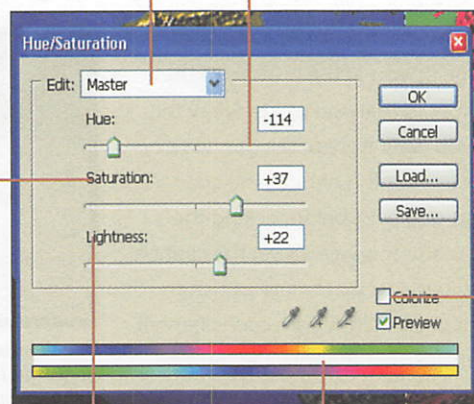 Hue/Saturation
Edit: Master
Hue: -114
Saturation: +37
Lightness: +22
OK
Cancel
Load...
Save...
Colorize
Preview